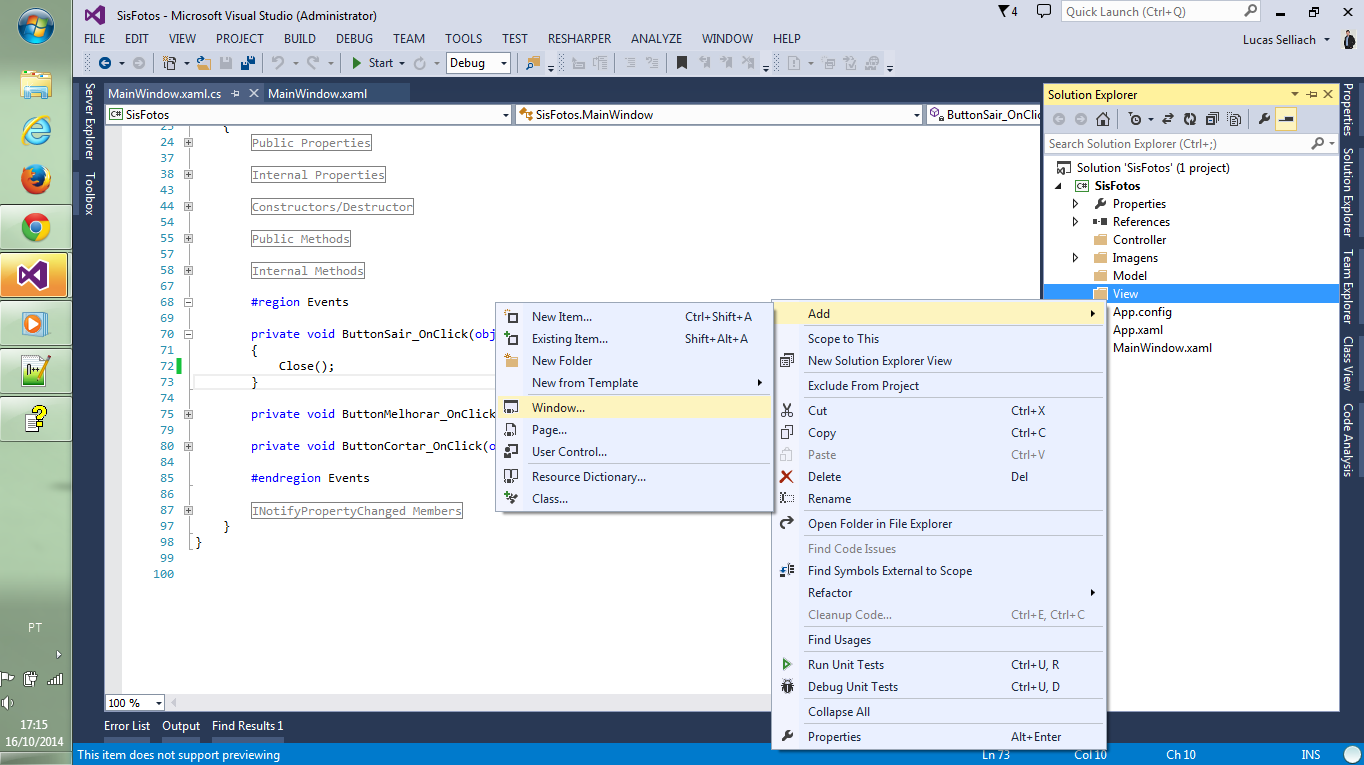 SisFotos - Microsoft Visual Studio (Administrator)
4
Quick Launch (Ctrl+Q)
FILE EDIT VIEW PROJECT BUILD DEBUG TEAM TOOLS TEST RESHARPER ANALYZE WINDOW HELP
Lucas Selliach
Start
Debug
Server Explorer
Toolbox
MainWindow.xaml.cs
MainWindow.xaml
C# SisFotos
SisFotos.MainWindow
ButtonSair_OnClic
23 {
24 Public Properties
37
38 Internal Properties
43
44 Constructors/Destructor
54
55 Public Methods
57
58 Internal Methods
67
68 #region Events
69
70 private void ButtonSair_OnClick(obj
71 {
72 Close();
73 }
74
75 private void ButtonMelhorar_OnClick
79
80 private void ButtonCortar_OnClick(o
84
85 #endregion Events
86
87 INotifyPropertyChanged Members
97 }
98 }
99
100
100 %
New Item... Ctrl+Shift+A
Existing Item... Shift+Alt+A
New Folder
New from Template
Window...
Page...
User Control...
Resource Dictionary...
Class...
Add
Scope to This
New Solution Explorer View
Exclude From Project
Cut Ctrl+X
Copy Ctrl+C
Paste Ctrl+V
Delete Del
Rename
Open Folder in File Explorer
Find Code Issues
Find Symbols External to Scope
Refactor
Cleanup Code... Ctrl+E, Ctrl+C
Find Usages
Run Unit Tests Ctrl+U, R
Debug Unit Tests Ctrl+U, D
Collapse All
Properties Alt+Enter
Solution Explorer
Search Solution Explorer (Ctrl+;)
Solution 'SisFotos' (1 project)
C# SisFotos
Properties
References
Controller
Imagens
Model
View
App.config
App.xaml
MainWindow.xaml
Properties
Solution Explorer
Team Explorer
Class View
Code Analysis
Error List Output Find Results 1
This item does not support previewing
Ln 73 Col 10 Ch 10 INS
PT
17:15
16/10/2014